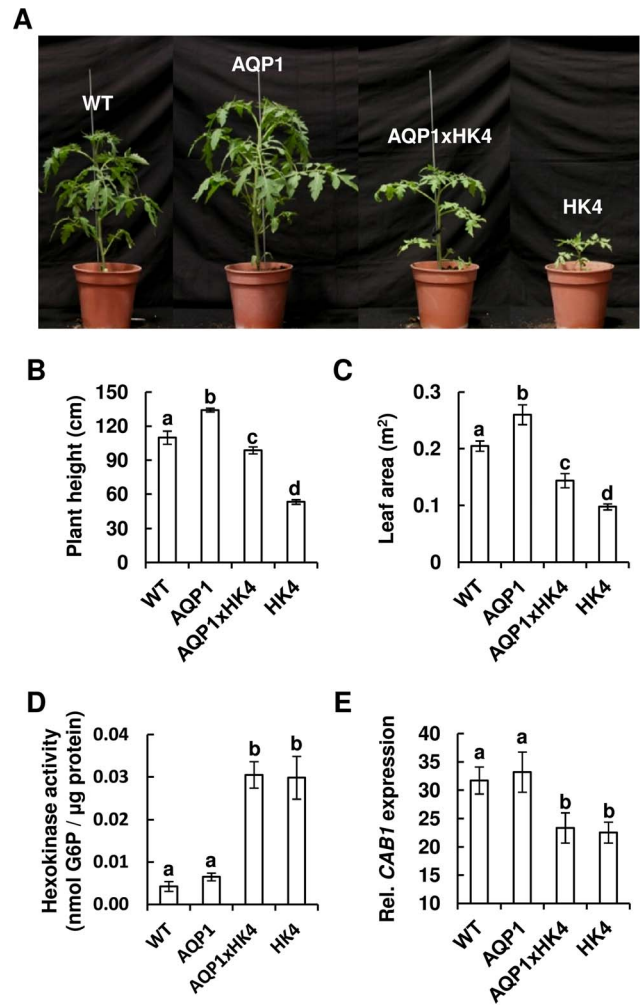 A
WT
AQP1
AQP1xHK4
HK4
B
Plant height (cm)
150
120
90
60
30
0
a
b
c
d
WT
AQP1
AQP1xHK4
HK4
C
Leaf area (m²)
0.3
0.2
0.1
0
a
b
c
d
WT
AQP1
AQP1xHK4
HK4
D
Hexokinase activity
(nmol G6P / μg protein)
0.04
0.03
0.02
0.01
0.00
a
a
b
b
WT
AQP1
AQP1xHK4
HK4
E
Rel. CAB1 expression
40
35
30
25
20
15
10
a
a
b
b
WT
AQP1
AQP1xHK4
HK4